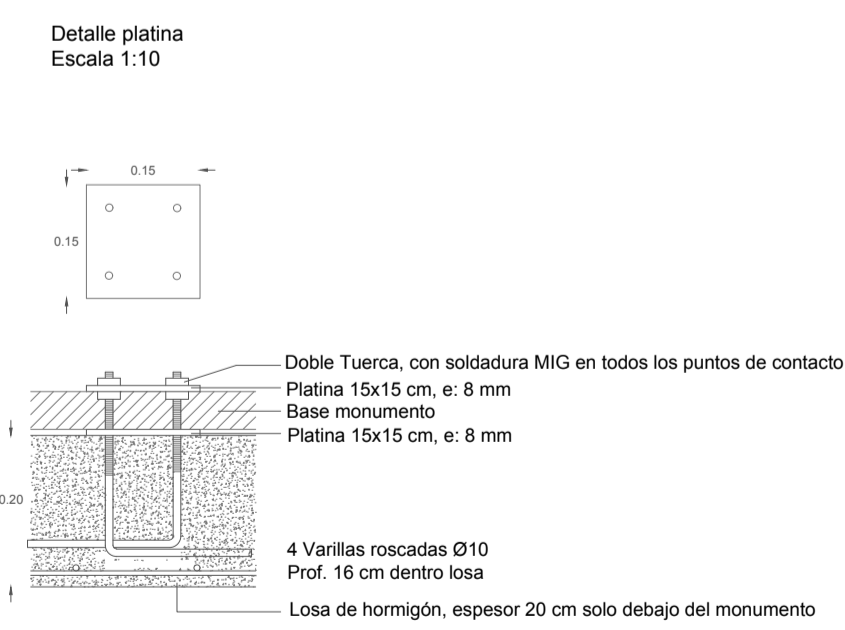 Detalle platina
Escala 1:10
0.15
0.15
Doble Tuerca, con soldadura MIG en todos los puntos de contacto
Platina 15x15 cm, e: 8 mm
Base monumento
Platina 15x15 cm, e: 8 mm
0.20
4 Varillas roscadas Ø10
Prof. 16 cm dentro losa
Losa de hormigón, espesor 20 cm solo debajo del monumento